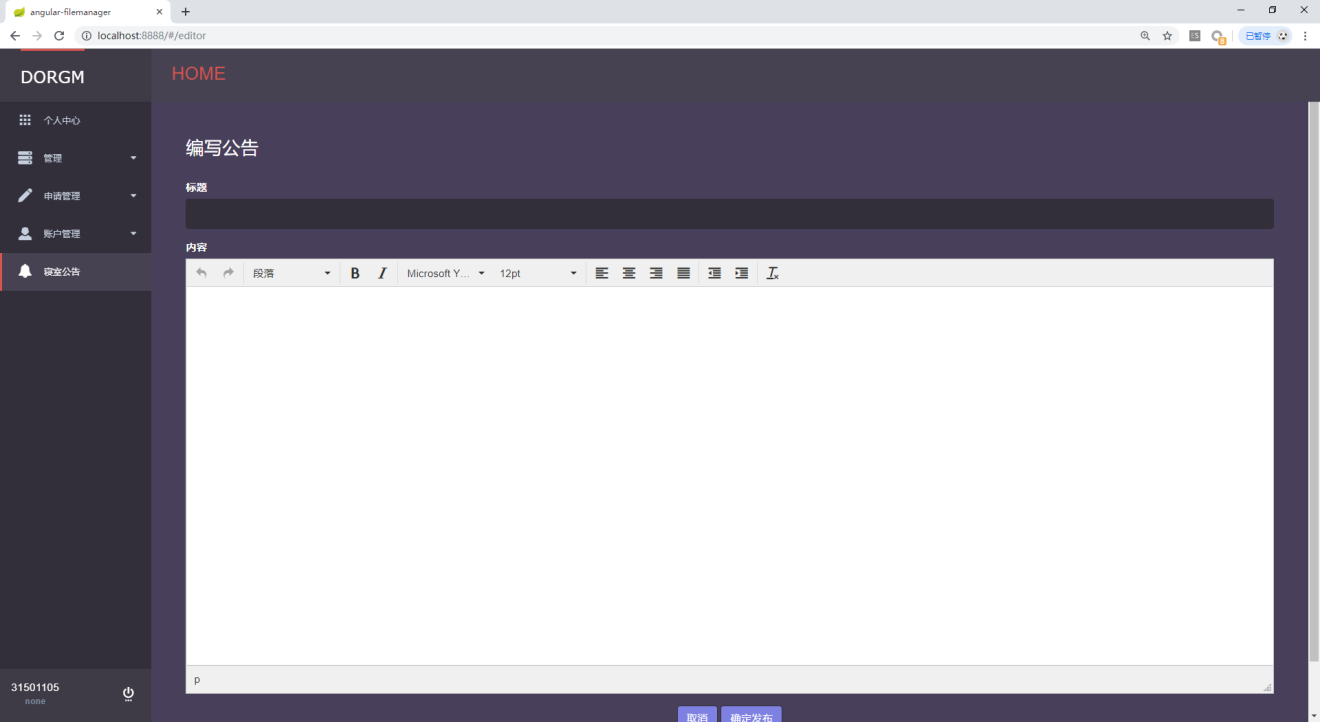 angular-filemanager
localhost:8888/#/editor
已暂停
DORGM
HOME
个人中心
管理
申请管理
账户管理
寝室公告
编写公告
标题
内容
段落
B I
Microsoft Y...
12pt
p
取消
确定发布
31501105
none